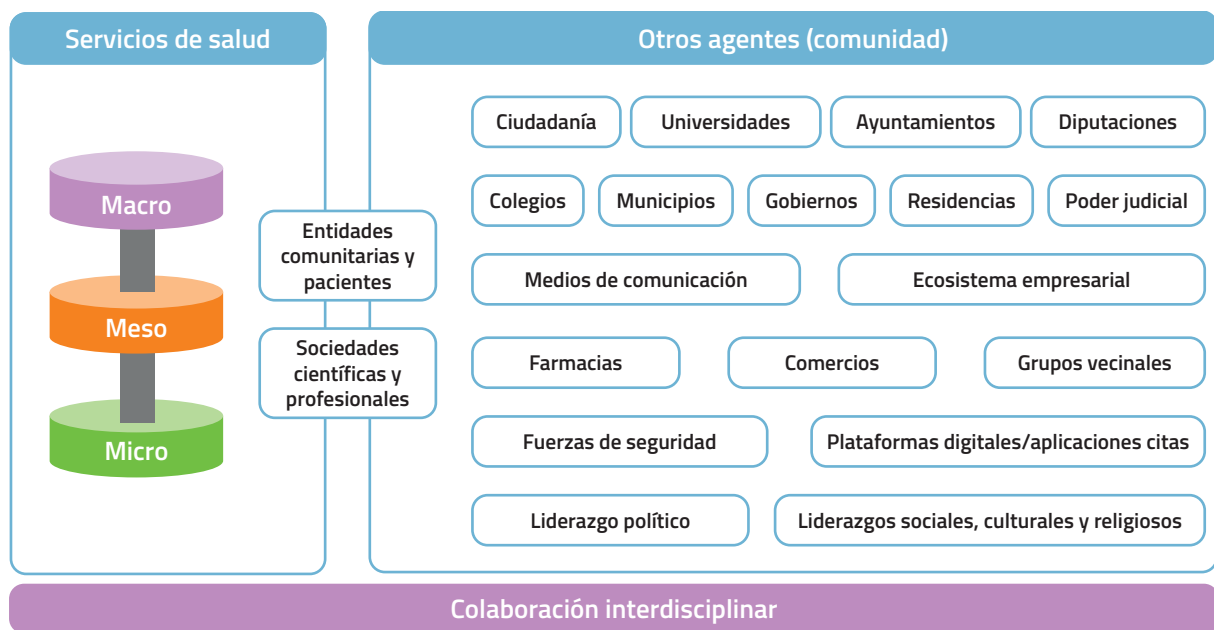 Servicios de salud
Otros agentes (comunidad)
Macro
Meso
Micro
Entidades
comunitarias y
pacientes
Sociedades
científicas y
profesionales
Ciudadanía
Universidades
Ayuntamientos
Diputaciones
Colegios
Municipios
Gobiernos
Residencias
Poder judicial
Medios de comunicación
Ecosistema empresarial
Farmacias
Comercios
Grupos vecinales
Fuerzas de seguridad
Plataformas digitales/aplicaciones citas
Liderazgo político
Liderazgos sociales, culturales y religiosos
Colaboración interdisciplinar